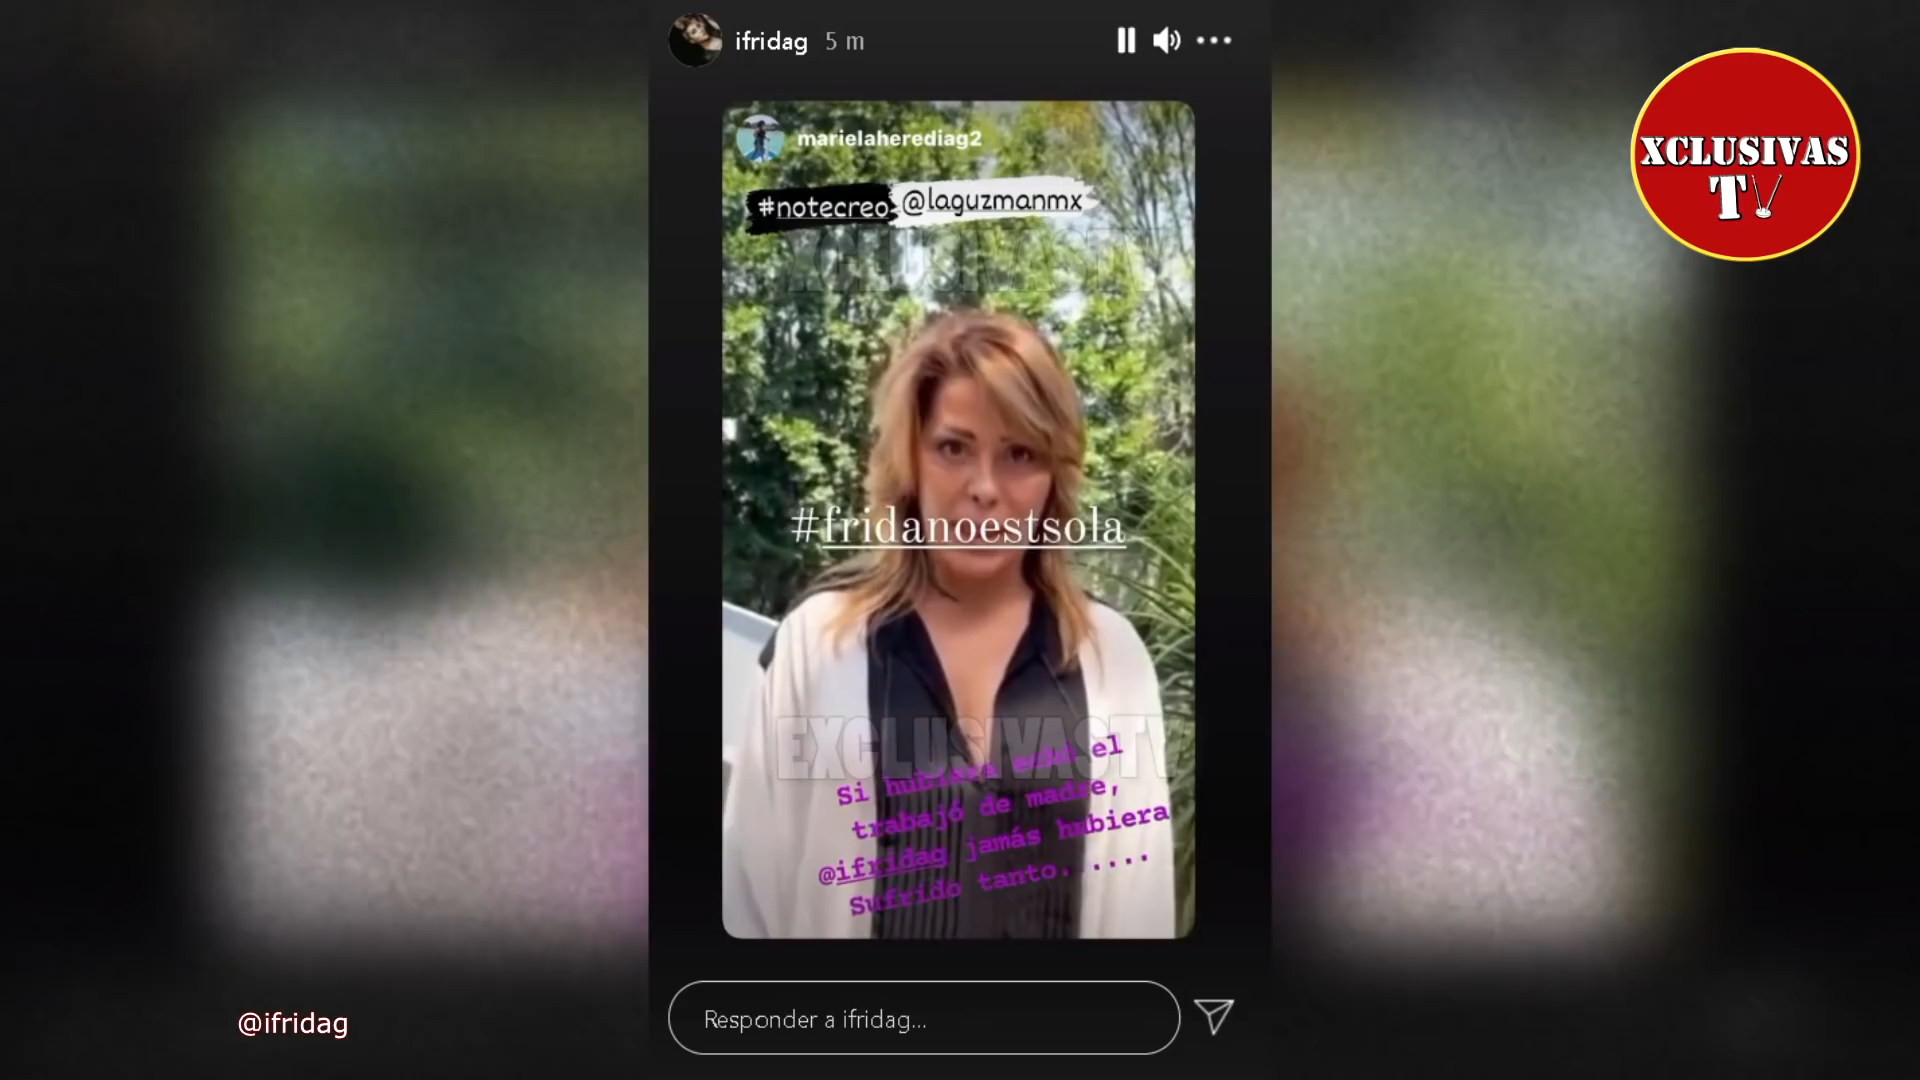 ifridag 5 m
XCLUSIVAS
TV
marielaherediag2
#notecreo @laguzmanmx
#fridanoestsola
EXCLUSIVASTV
Si hubiera echó el
trabajó de madre,
@ifridag jamás hubiera
Sufrido tanto......
Responder a ifridag...
@ifridag